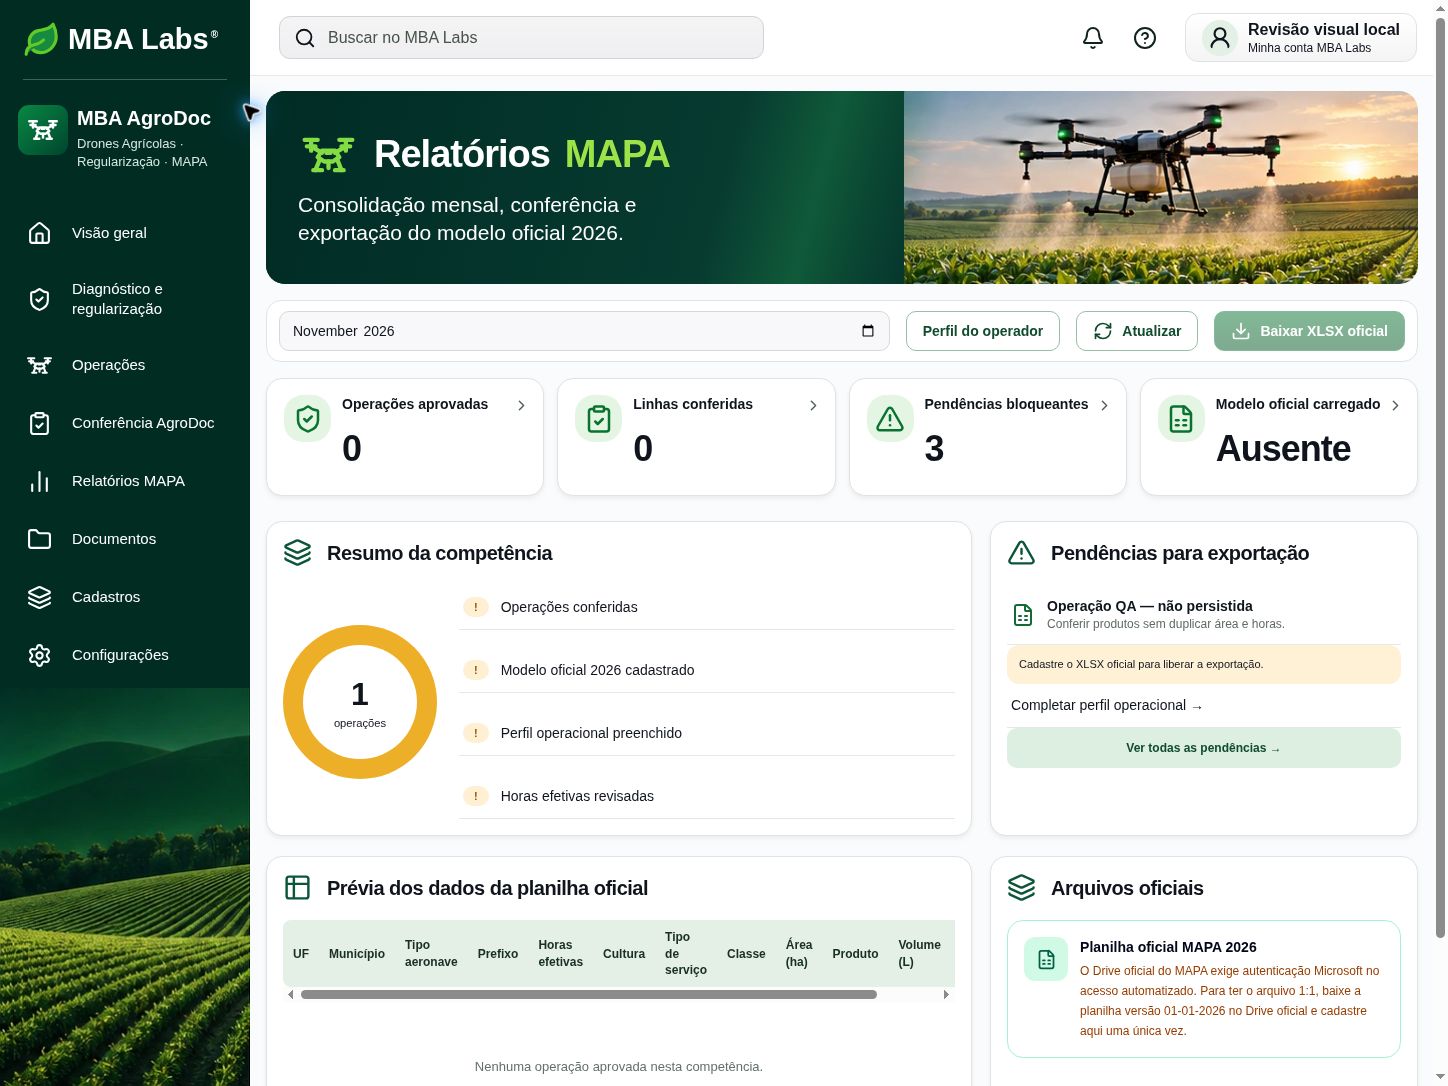 MBA Labs®
Buscar no MBA Labs
Revisão visual local
Minha conta MBA Labs
MBA AgroDoc
Drones Agrícolas ·
Regularização · MAPA
Visão geral
Diagnóstico e
regularização
Operações
Conferência AgroDoc
Relatórios MAPA
Documentos
Cadastros
Configurações
Relatórios MAPA
Consolidação mensal, conferência e
exportação do modelo oficial 2026.
November 2026
Perfil do operador
Atualizar
Baixar XLSX oficial
Operações aprovadas
0
Linhas conferidas
0
Pendências bloqueantes
3
Modelo oficial carregado
Ausente
Resumo da competência
1
operações
! Operações conferidas
! Modelo oficial 2026 cadastrado
! Perfil operacional preenchido
! Horas efetivas revisadas
Pendências para exportação
Operação QA — não persistida
Conferir produtos sem duplicar área e horas.
Cadastre o XLSX oficial para liberar a exportação.
Completar perfil operacional →
Ver todas as pendências →
Prévia dos dados da planilha oficial
UF
Município
Tipo
aeronave
Prefixo
Horas
efetivas
Cultura
Tipo
de
serviço
Classe
Área
(ha)
Produto
Volume
(L)
Nenhuma operação aprovada nesta competência.
Arquivos oficiais
Planilha oficial MAPA 2026
O Drive oficial do MAPA exige autenticação Microsoft no
acesso automatizado. Para ter o arquivo 1:1, baixe a
planilha versão 01-01-2026 no Drive oficial e cadastre
aqui uma única vez.